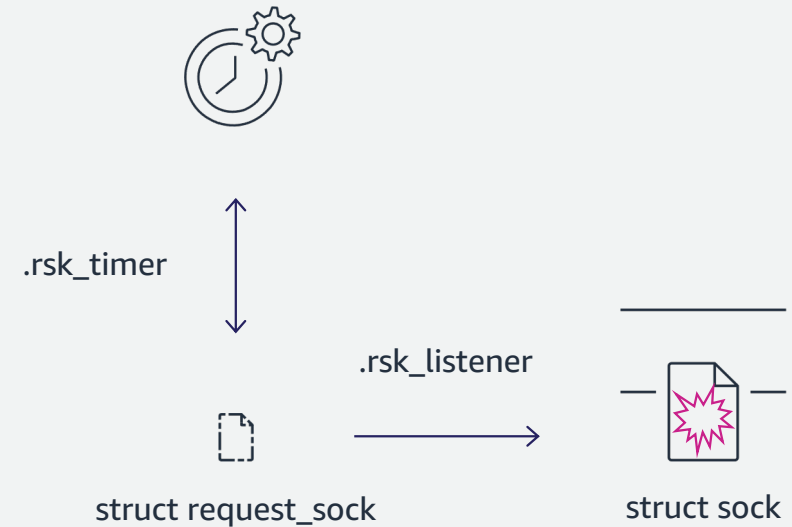 .rsk_timer
.rsk_listener
struct request_sock
struct sock